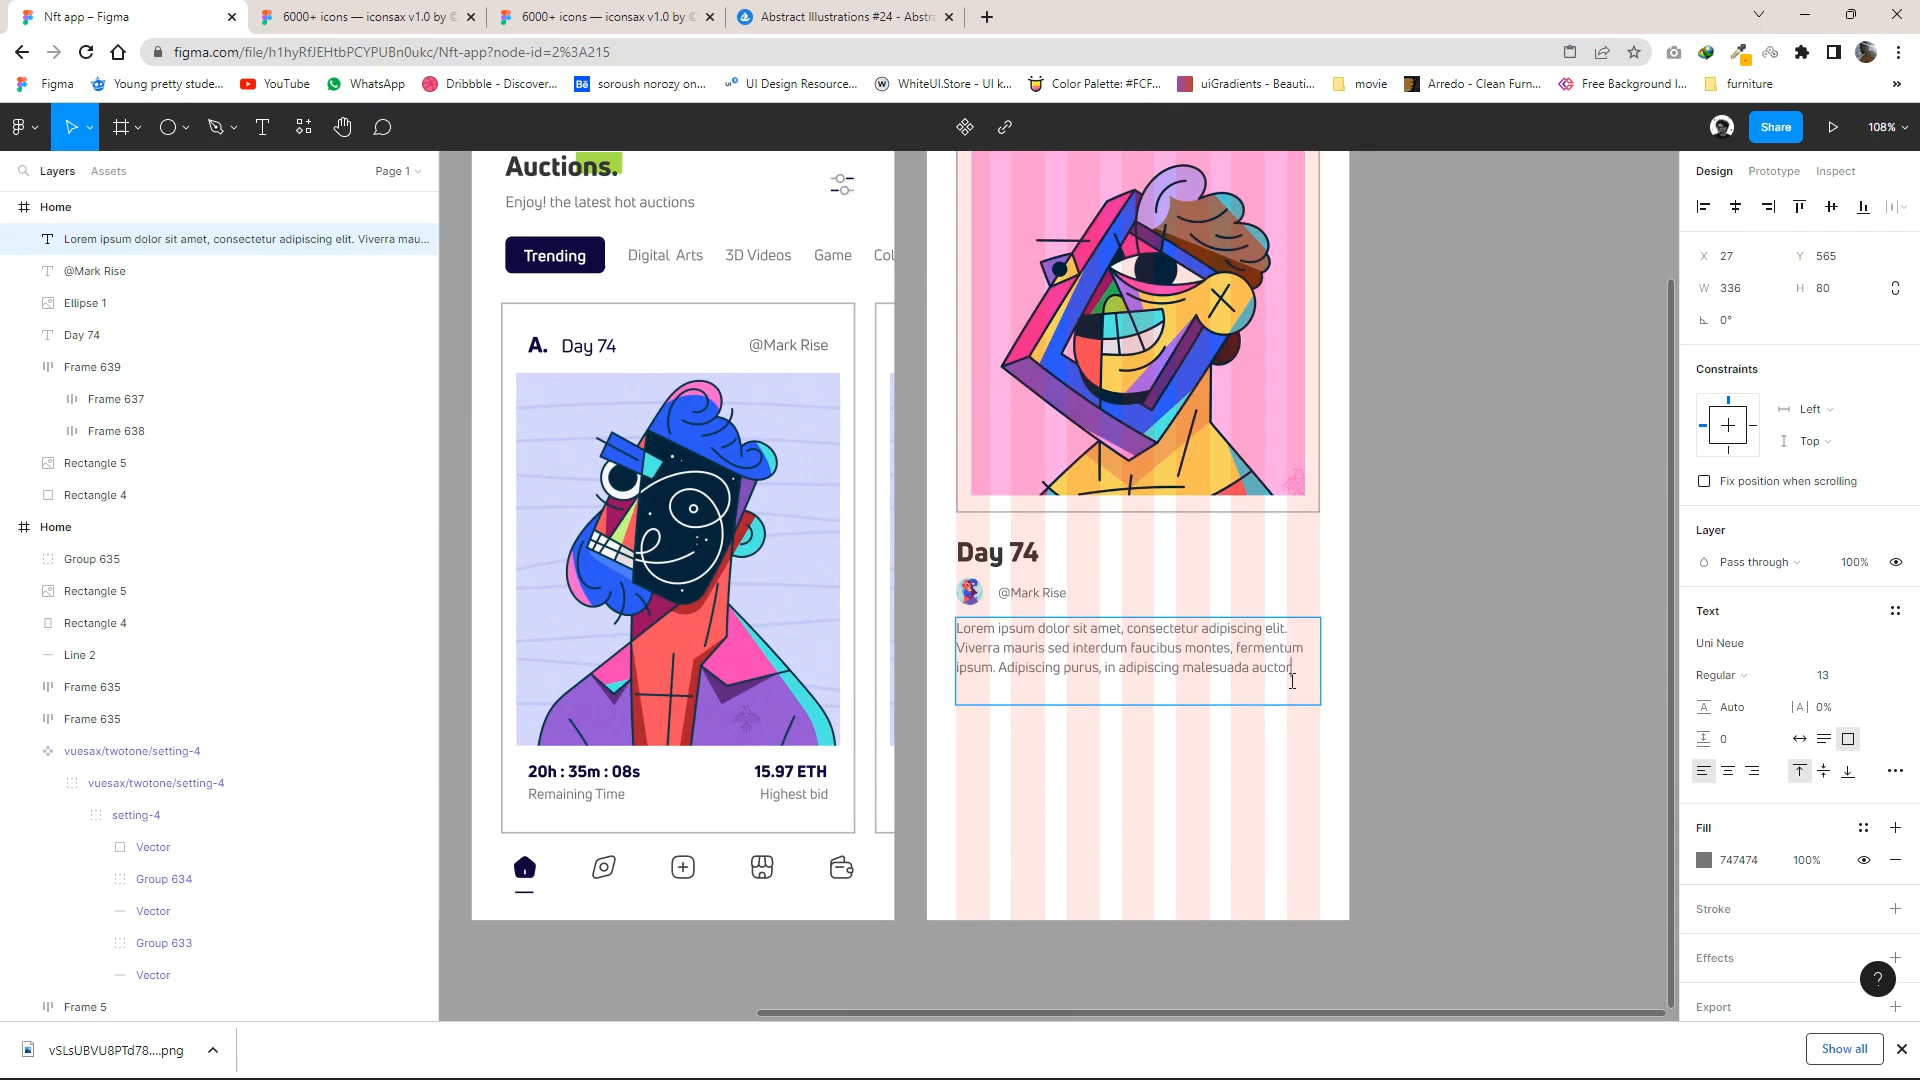 Nft app – Figma
6000+ icons — iconsax v1.0 by
6000+ icons — iconsax v1.0 by
Abstract Illustrations #24 - Abstra
figma.com/file/h1hyRfJEHtbPCYPUBn0ukc/Nft-app?node-id=2%3A215
Figma
Young pretty stude...
YouTube
WhatsApp
Dribbble - Discover...
Bē
soroush norozy on...
UI Design Resource...
WhiteUI.Store - UI k...
Color Palette: #FCF...
uiGradients - Beauti...
movie
Arredo - Clean Furn...
Free Background I...
furniture
Share
108%
Layers
Assets
Page 1
Home
Lorem ipsum dolor sit amet, consectetur adipiscing elit. Viverra mau...
@Mark Rise
Ellipse 1
Day 74
Frame 639
Frame 637
Frame 638
Rectangle 5
Rectangle 4
Home
Group 635
Rectangle 5
Rectangle 4
Line 2
Frame 635
Frame 635
vuesax/twotone/setting-4
vuesax/twotone/setting-4
setting-4
Vector
Group 634
Vector
Group 633
Vector
Frame 5
Auctions.
Enjoy! the latest hot auctions
Trending
Digital Arts
3D Videos
Game
Col
A. Day 74
@Mark Rise
20h : 35m : 08s
15.97 ETH
Remaining Time
Highest bid
Day 74
@Mark Rise
Lorem ipsum dolor sit amet, consectetur adipiscing elit.
Viverra mauris sed interdum faucibus montes, fermentum
ipsum. Adipiscing purus, in adipiscing malesuada auctor.
Design
Prototype
Inspect
X 27
Y 565
W 336
H 80
0°
Constraints
Left
Top
Fix position when scrolling
Layer
Pass through
100%
Text
Uni Neue
Regular
13
Auto
0%
0
Fill
747474
100%
Stroke
Effects
?
Export
vSLsUBVU8PTd78....png
Show all